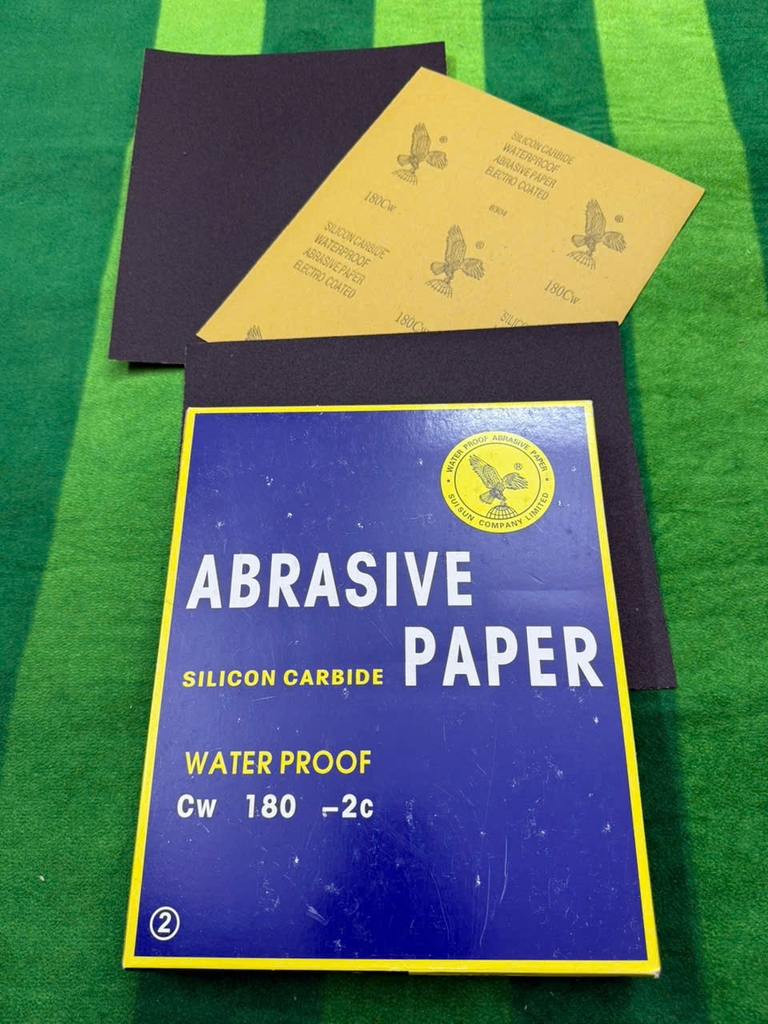 SILICON CARBIDE
WATERPROOF
ABRASIVE PAPER
ELECTRO COATED
®
180Cw
B304
®
SILICON CARBIDE
WATERPROOF
ABRASIVE PAPER
ELECTRO COATED
®
180Cw
180Cw
WATER PROOF ABRASIVE PAPER
®
SUISUN COMPANY LIMITED
ABRASIVE
PAPER
SILICON CARBIDE
WATER PROOF
Cw 180 –2c
②